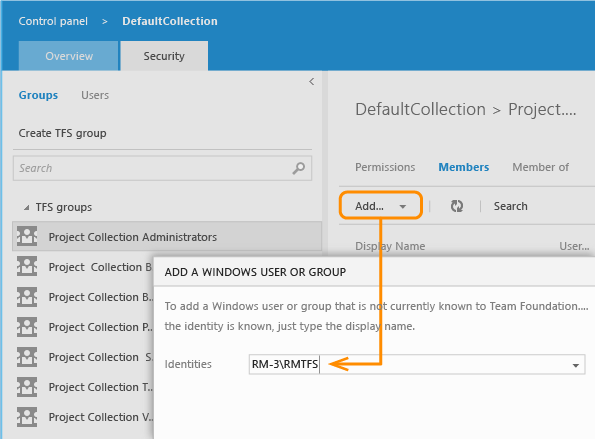 Control panel > DefaultCollection
Overview
Security
<
Groups Users
Create TFS group
Search
TFS groups
Project Collection Administrators
Project Collection B
Project Collection B...
Project Collection P...
Project Collection S...
Project Collection T...
Project Collection V...
DefaultCollection > Project....
Permissions Members Member of
Add... Search
Display Name User...
ADD A WINDOWS USER OR GROUP
To add a Windows user or group that is not currently known to Team Foundation....
the identity is known, just type the display name.
Identities RM-3\RMTFS